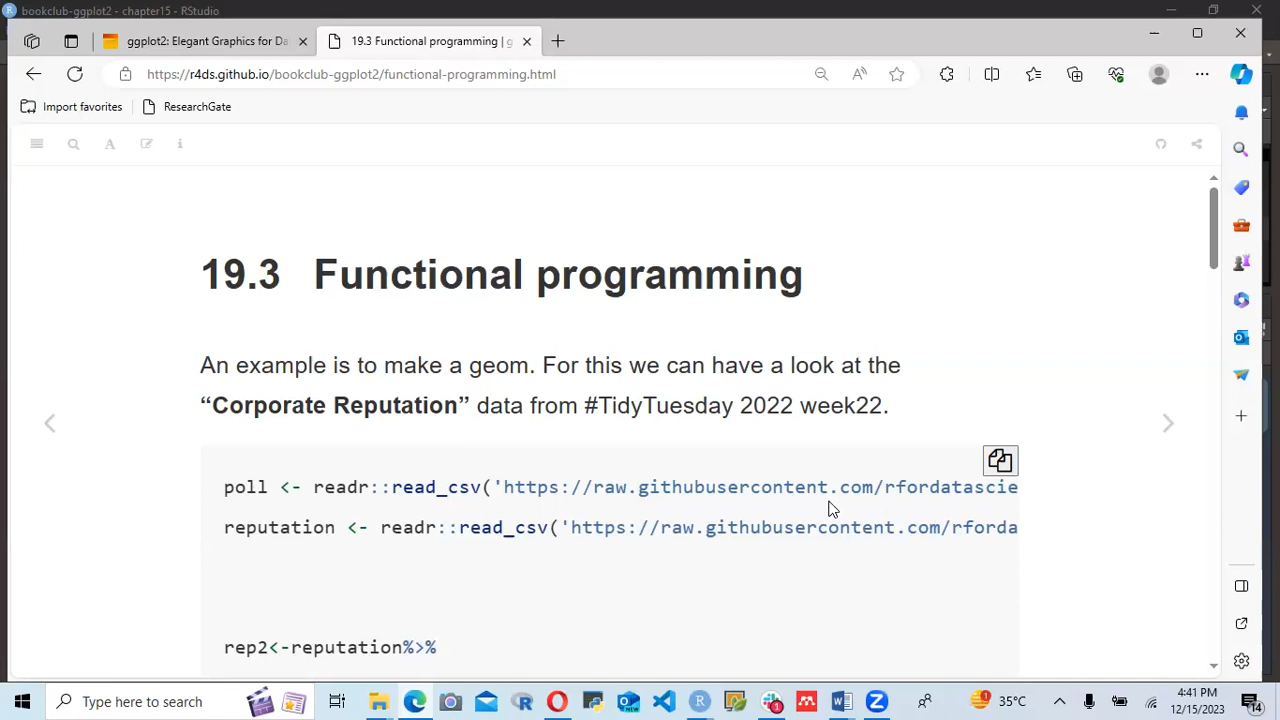 bookclub-ggplot2 - chapter15 - RStudio
ggplot2: Elegant Graphics for Da
19.3 Functional programming | g
https://r4ds.github.io/bookclub-ggplot2/functional-programming.html
Import favorites
ResearchGate
19.3 Functional programming
An example is to make a geom. For this we can have a look at the
“Corporate Reputation” data from #TidyTuesday 2022 week22.
poll <- readr::read_csv('https://raw.githubusercontent.com/rfordatascie
reputation <- readr::read_csv('https://raw.githubusercontent.com/rforda
rep2<-reputation%>%
Type here to search
35°C
4:41 PM
12/15/2023
14